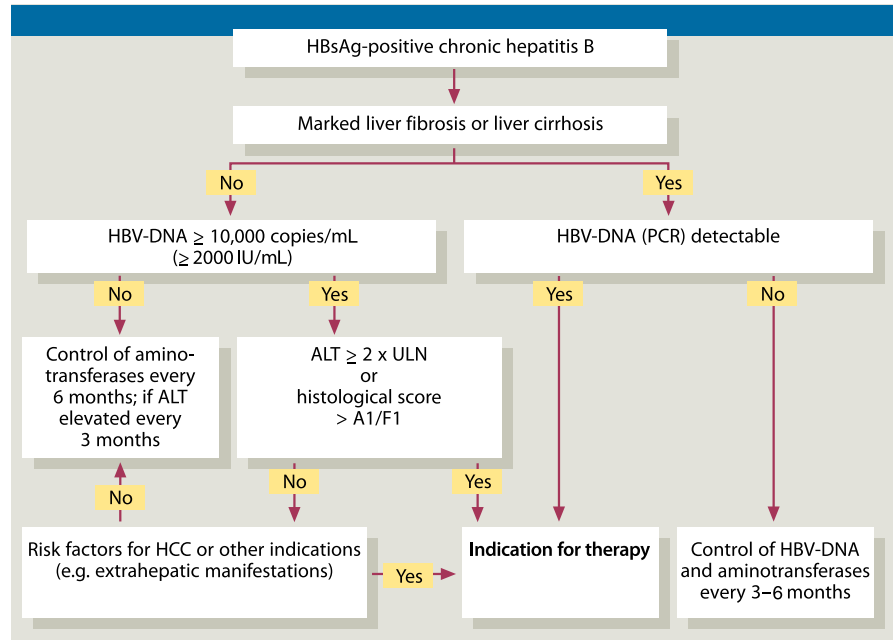 HBsAg-positive chronic hepatitis B
Marked liver fibrosis or liver cirrhosis
No
Yes
HBV-DNA ≥ 10,000 copies/mL
(≥ 2000 IU/mL)
HBV-DNA (PCR) detectable
No
Yes
Yes
No
Control of amino-
transferases every
6 months; if ALT
elevated every
3 months
ALT ≥ 2 x ULN
or
histological score
> A1/F1
No
No
Yes
Risk factors for HCC or other indications
(e.g. extrahepatic manifestations)
Yes
Indication for therapy
Control of HBV-DNA
and aminotransferases
every 3–6 months